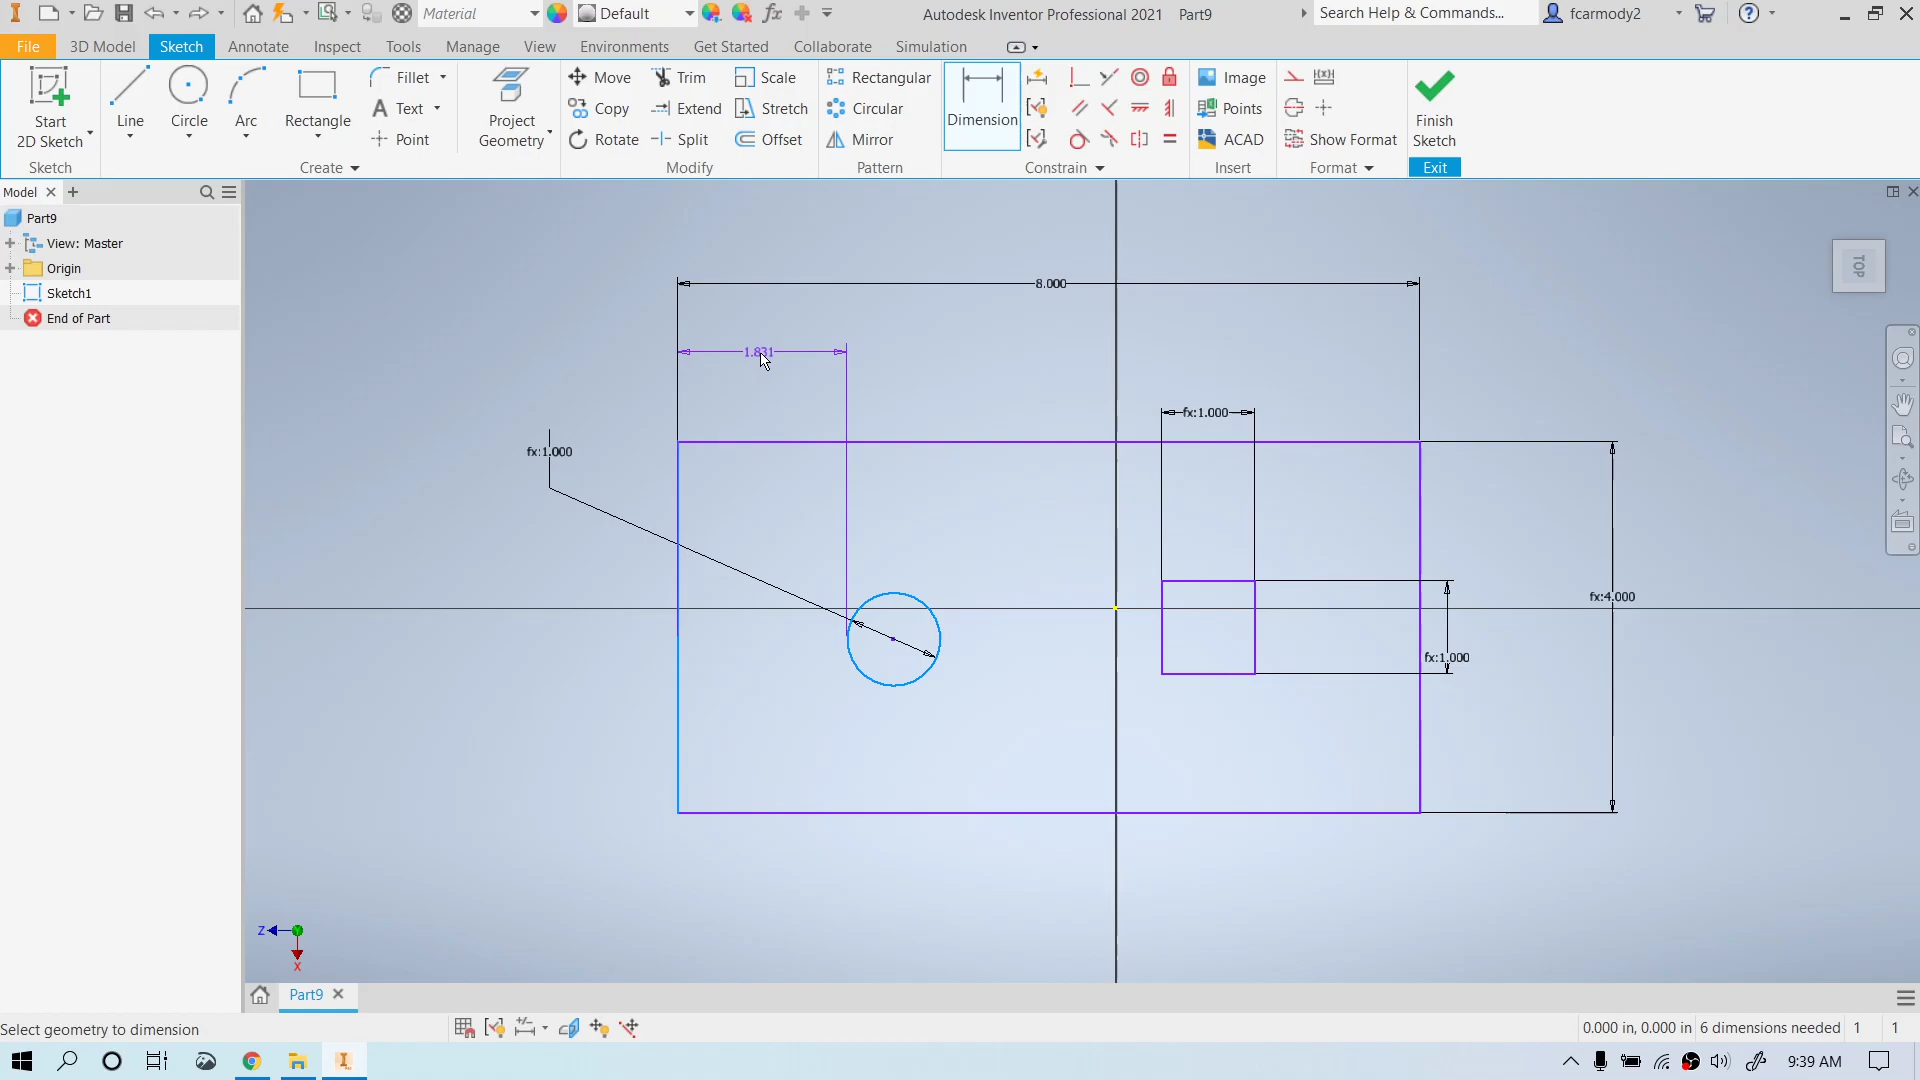 Material
Default
Autodesk Inventor Professional 2021 Part9
Search Help & Commands...
fcarmody2
File
3D Model
Sketch
Annotate
Inspect
Tools
Manage
View
Environments
Get Started
Collaborate
Simulation
Start
2D Sketch
Line
Circle
Arc
Rectangle
Fillet
Text
Point
Project
Geometry
Move
Copy
Rotate
Trim
Extend
Split
Scale
Stretch
Offset
Rectangular
Circular
Mirror
Dimension
Image
Points
ACAD
Show Format
Finish
Sketch
Sketch
Create
Modify
Pattern
Constrain
Insert
Format
Exit
Model
Part9
View: Master
Origin
Sketch1
End of Part
8.000
1.831
fx:1.000
fx:1.000
fx:4.000
fx:1.000
TOP
Z
X
Part9
Select geometry to dimension
0.000 in, 0.000 in
6 dimensions needed
1
1
9:39 AM